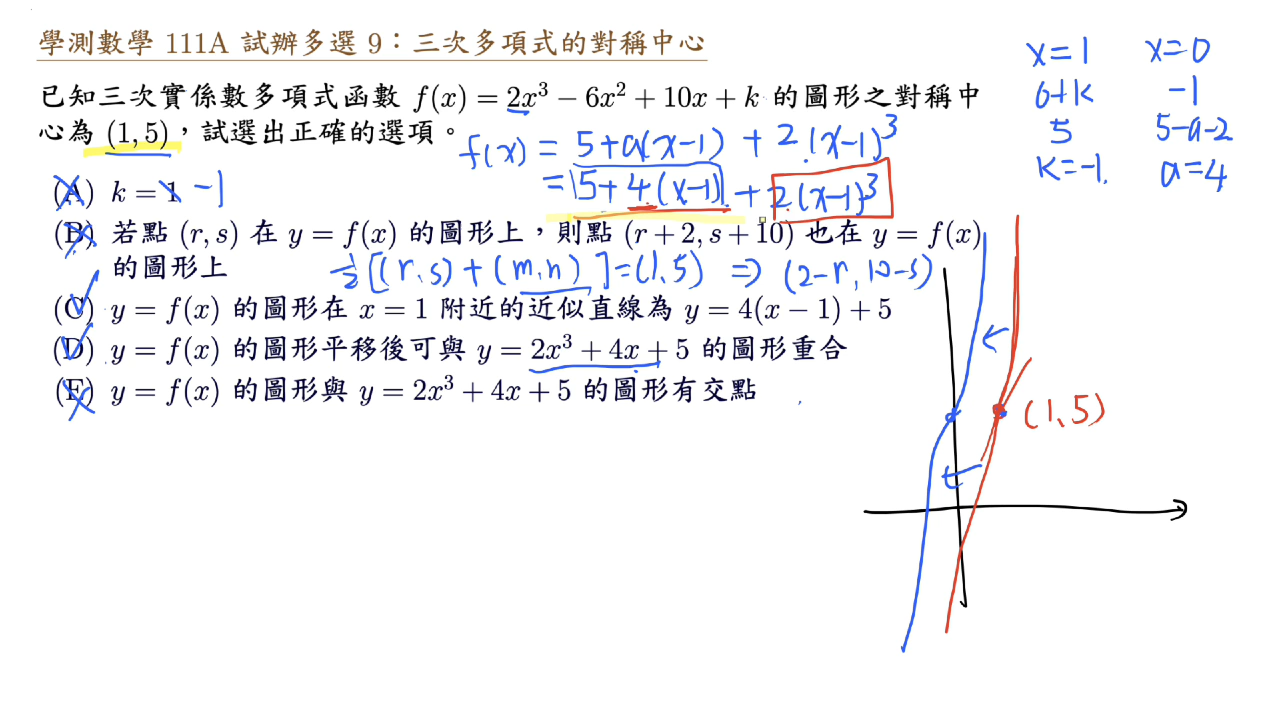 學測數學 111A 試辦多選 9：三次多項式的對稱中心
已知三次實係數多項式函數 f(x) = 2x³ − 6x² + 10x + k 的圖形之對稱中
心為 (1, 5)，試選出正確的選項。
f(x) = 5+a(x-1) + 2·(x-1)³
= 5+4·(x-1) + 2·(x-1)³
(A) k = 1 -1
(B) 若點 (r, s) 在 y = f(x) 的圖形上，則點 (r + 2, s + 10) 也在 y = f(x)
的圖形上
½[(r,s)+(m,n)]=(1,5) ⇒ (2-r, 10-s)
(C) y = f(x) 的圖形在 x = 1 附近的近似直線為 y = 4(x − 1) + 5
(D) y = f(x) 的圖形平移後可與 y = 2x³ + 4x + 5 的圖形重合
(E) y = f(x) 的圖形與 y = 2x³ + 4x + 5 的圖形有交點
x=1 x=0
6+k -1
5 5-a-2
k=-1. a=4
(1,5)